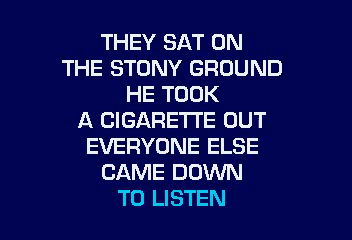 THEY SAT ON
THE STONY GROUND
HE TOOK
A CIGARETTE OUT
EVERYONE ELSE
CAME DOWN
TO LISTEN